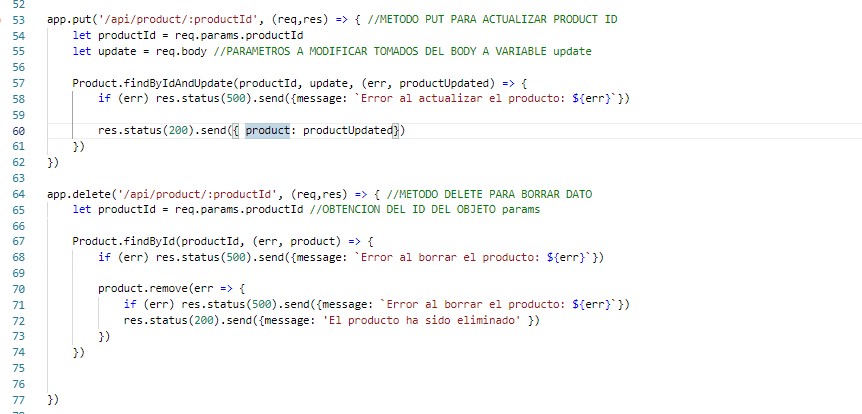 52
53 app.put('/api/product/:productId', (req,res) => { //METODO PUT PARA ACTUALIZAR PRODUCT ID
54     let productId = req.params.productId
55     let update = req.body //PARAMETROS A MODIFICAR TOMADOS DEL BODY A VARIABLE update
56
57     Product.findByIdAndUpdate(productId, update, (err, productUpdated) => {
58         if (err) res.status(500).send({message: `Error al actualizar el producto: ${err}`})
59
60         res.status(200).send({ product: productUpdated})
61     })
62 })
63
64 app.delete('/api/product/:productId', (req,res) => { //METODO DELETE PARA BORRAR DATO
65     let productId = req.params.productId //OBTENCION DEL ID DEL OBJETO params
66
67     Product.findById(productId, (err, product) => {
68         if (err) res.status(500).send({message: `Error al borrar el producto: ${err}`})
69
70         product.remove(err => {
71             if (err) res.status(500).send({message: `Error al borrar el producto: ${err}`})
72             res.status(200).send({message: 'El producto ha sido eliminado' })
73         })
74     })
75
76
77 })